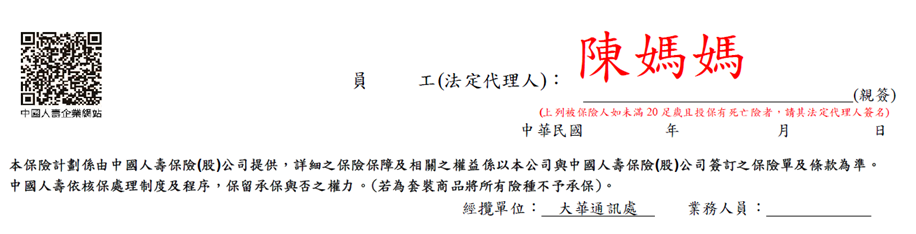 陳媽媽
員　　工(法定代理人)：　　　　　　(親簽)
中國人壽企業網站
(上列被保險人如未滿 20 足歲且投保有死亡險者，請其法定代理人簽名)
中華民國　　　年　　　月　　　日
本保險計劃係由中國人壽保險(股)公司提供，詳細之保險保障及相關之權益係以本公司與中國人壽保險(股)公司簽訂之保險單及條款為準。
中國人壽依核保處理制度及程序，保留承保與否之權力。(若為套裝商品將所有險種不予承保)。
經攬單位：　大華通訊處　　業務人員：